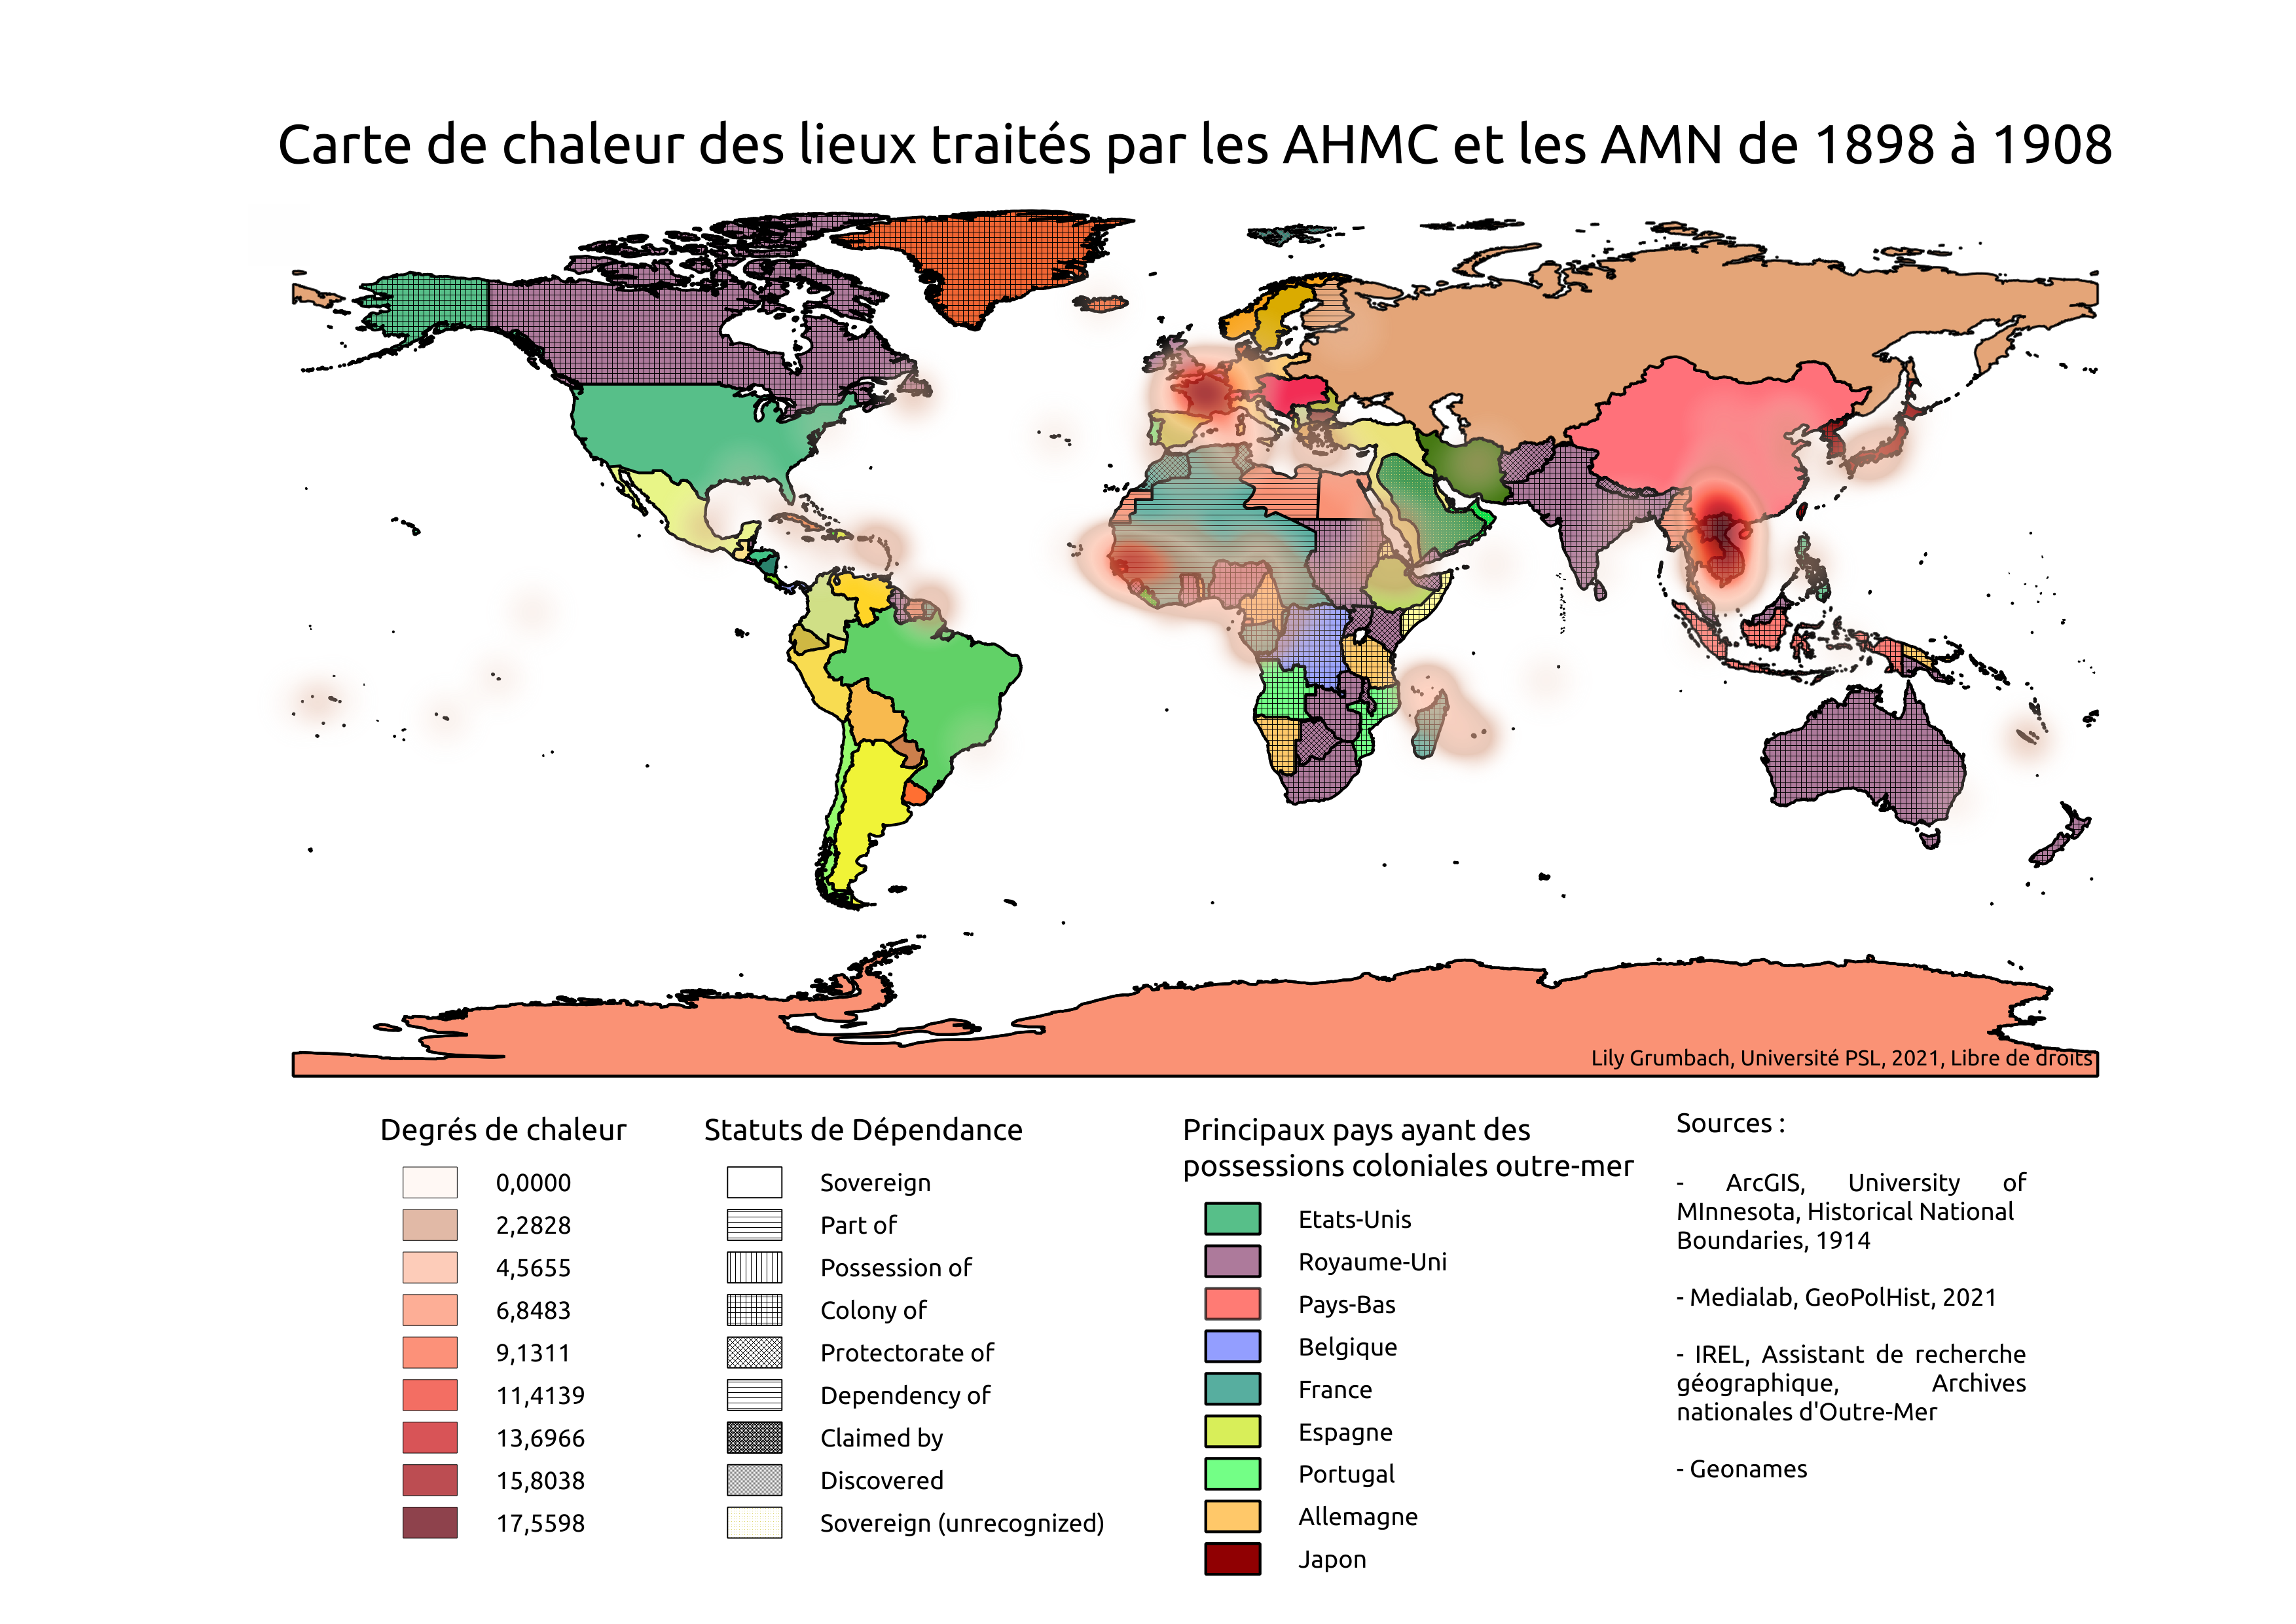 Carte de chaleur des lieux traités par les AHMC et les AMN de 1898 à 1908
Lily Grumbach, Université PSL, 2021, Libre de droits
Degrés de chaleur
0,0000
2,2828
4,5655
6,8483
9,1311
11,4139
13,6966
15,8038
17,5598
Statuts de Dépendance
Sovereign
Part of
Possession of
Colony of
Protectorate of
Dependency of
Claimed by
Discovered
Sovereign (unrecognized)
Principaux pays ayant des
possessions coloniales outre-mer
Etats-Unis
Royaume-Uni
Pays-Bas
Belgique
France
Espagne
Portugal
Allemagne
Japon
Sources :
- ArcGIS, University of
MInnesota, Historical National
Boundaries, 1914
- Medialab, GeoPolHist, 2021
- IREL, Assistant de recherche
géographique, Archives
nationales d'Outre-Mer
- Geonames